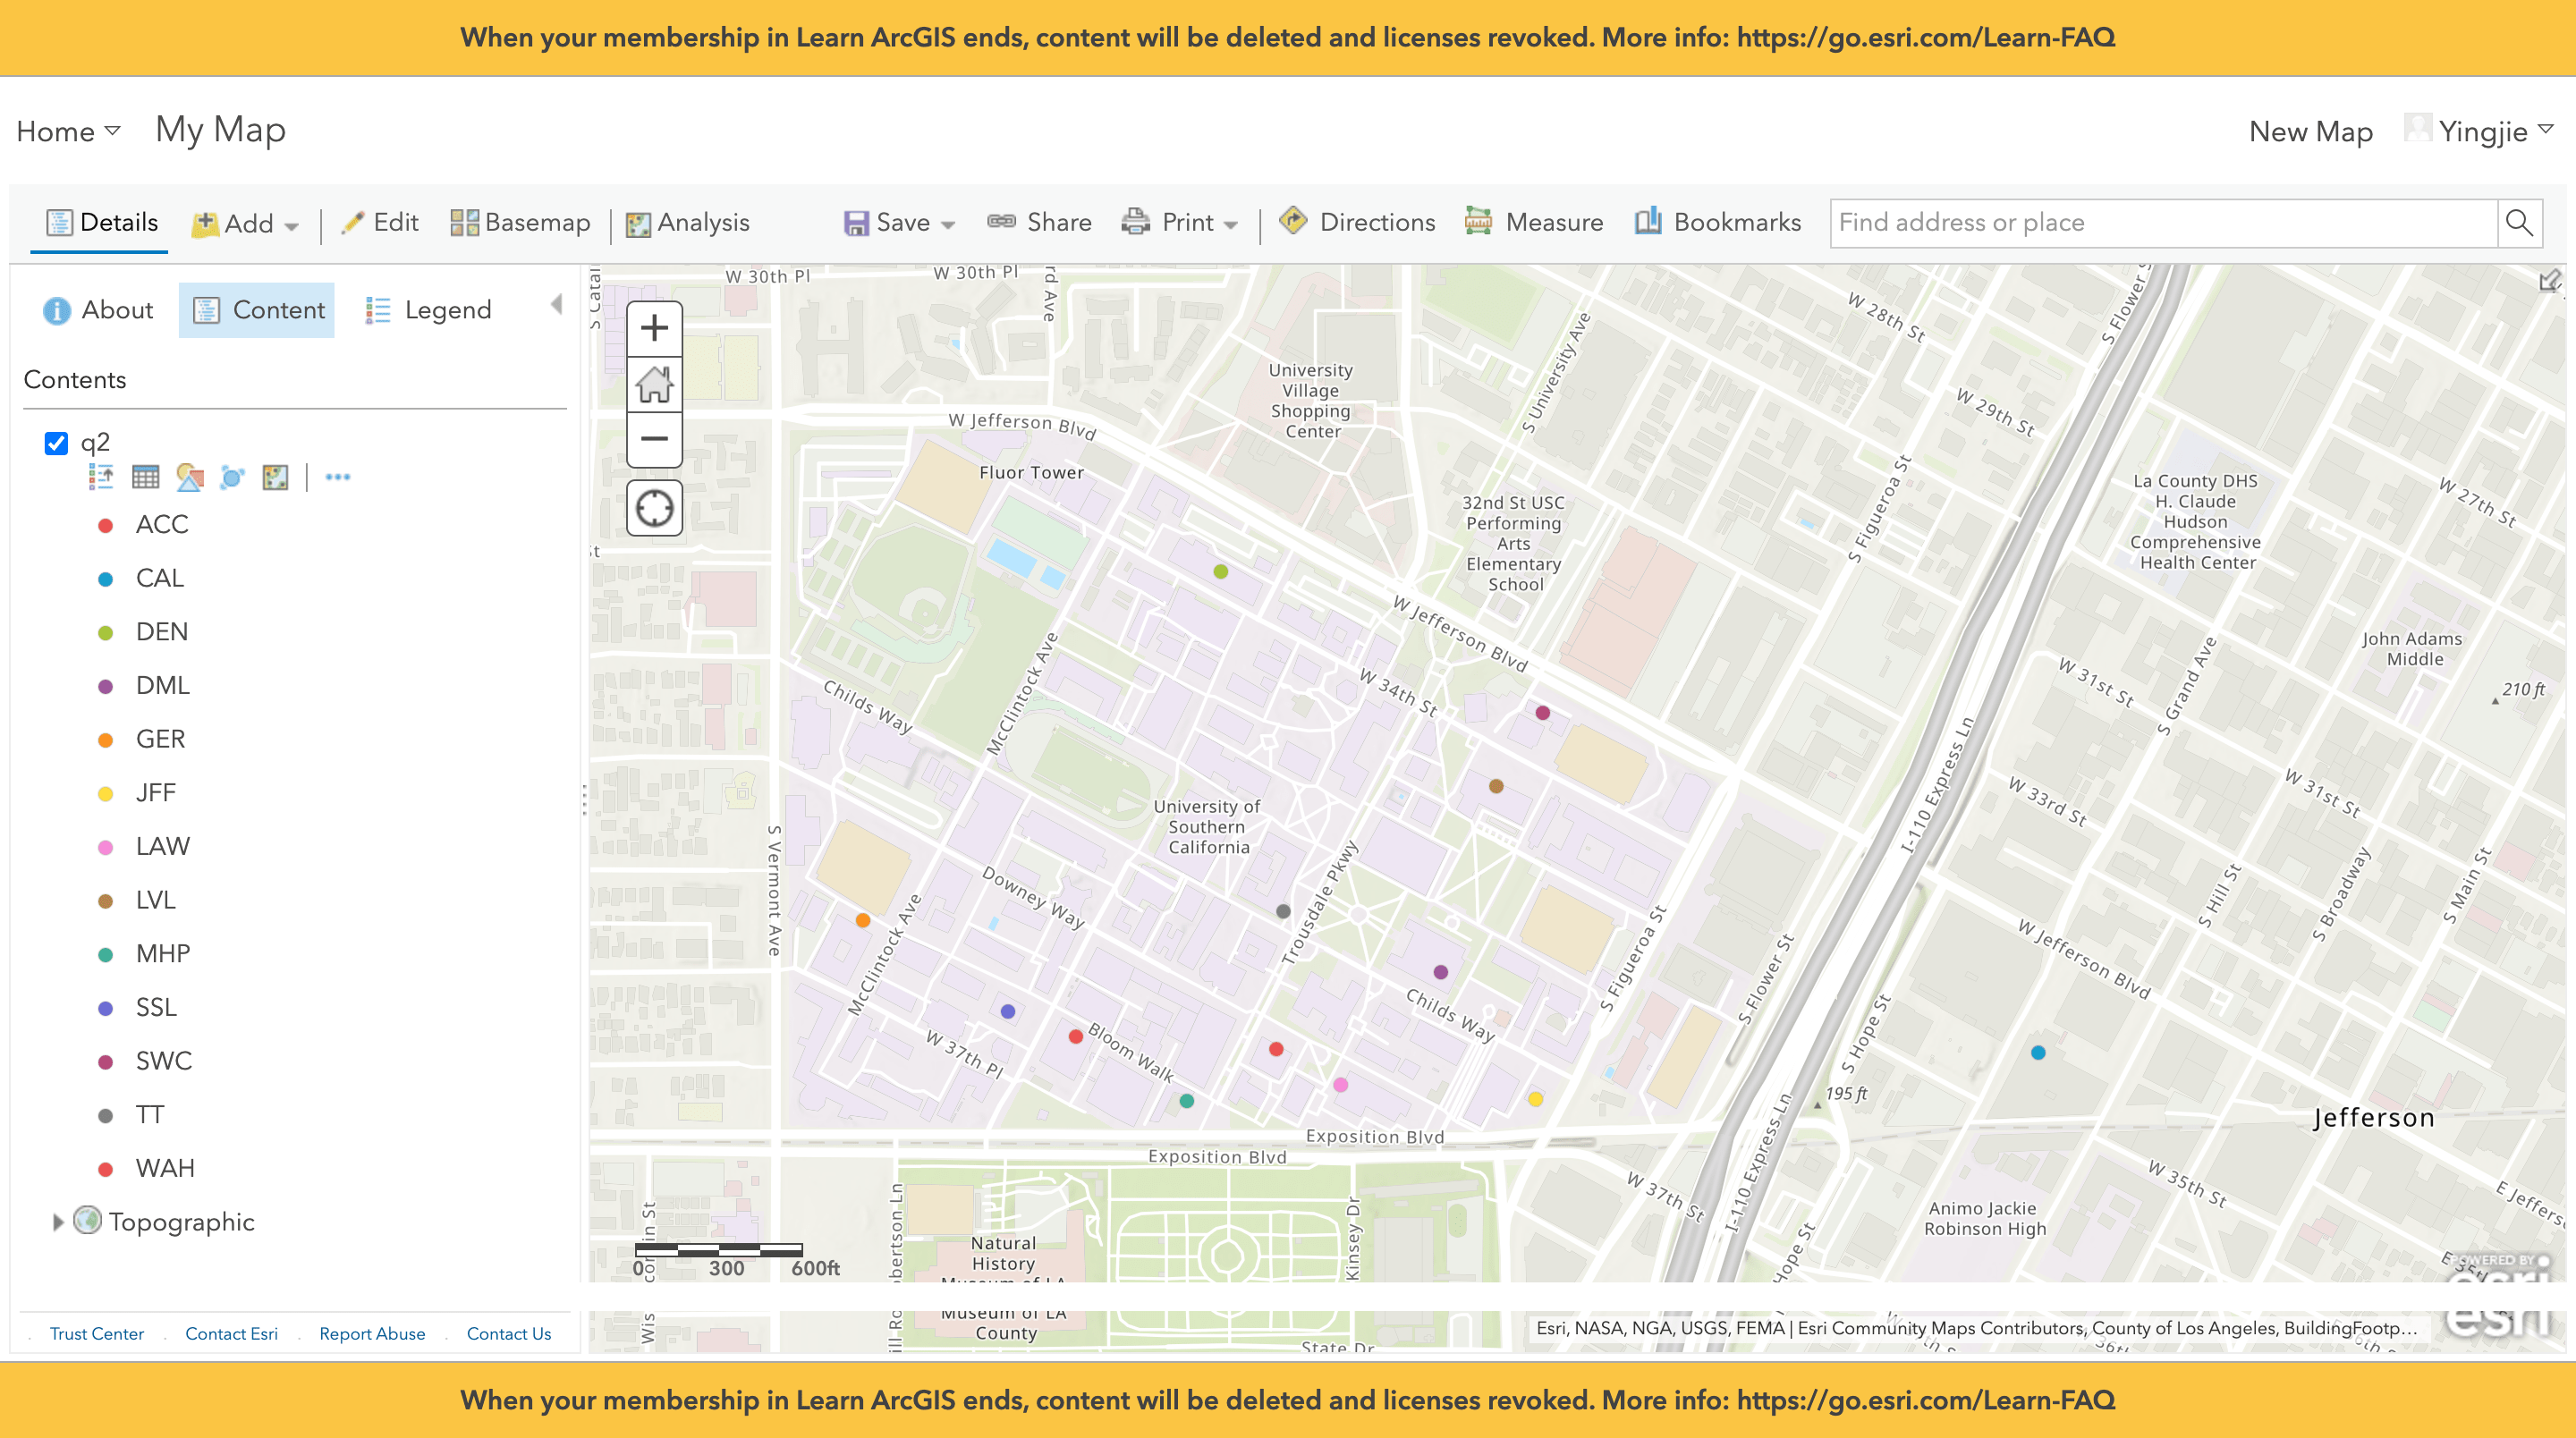 When your membership in Learn ArcGIS ends, content will be deleted and licenses revoked. More info: https://go.esri.com/Learn-FAQ
Home My Map New Map Yingjie
Details Add Edit Basemap Analysis Save Share Print Directions Measure Bookmarks Find address or place
About Content Legend
Contents
q2
ACC
CAL
DEN
DML
GER
JFF
LAW
LVL
MHP
SSL
SWC
TT
WAH
Topographic
Trust Center Contact Esri Report Abuse Contact Us
W 30th Pl
W 30th Pl
rd Ave
W Jefferson Blvd
Fluor Tower
University
Village
Shopping
Center
S University Ave
32nd St USC
Performing
Arts
Elementary
School
W 28th St
S Flower
W 29th St
S Figueroa St
La County DHS
H. Claude
Hudson
Comprehensive
Health Center
W 27th St
John Adams
Middle
210 ft
St
W Jefferson Blvd
W 34th St
McClintock Ave
Childs Way
W 31st St
S Grand Ave
W 31st St
W 33rd St
I-110 Express Ln
University of
Southern
California
S Vermont Ave
Downey Way
Trousdale Pkwy
McClintock Ave
S Figueroa St
S Flower St
S Hope St
W Jefferson Blvd
S Hill St
S Broadway
S Main St
Childs Way
Bloom Walk
W 37th Pl
195 ft
Jefferson
Exposition Blvd
Exposition Blvd
I-110 Express Ln
W 37th St
W 35th St
Animo Jackie
Robinson High
Hope St
Kinsey Dr
Natural
History
Museum of LA
Museum of LA
County
State Dr
0 300 600ft
POWERED BY
esri
esri
Esri, NASA, NGA, USGS, FEMA | Esri Community Maps Contributors, County of Los Angeles, BuildingFootp...
When your membership in Learn ArcGIS ends, content will be deleted and licenses revoked. More info: https://go.esri.com/Learn-FAQ